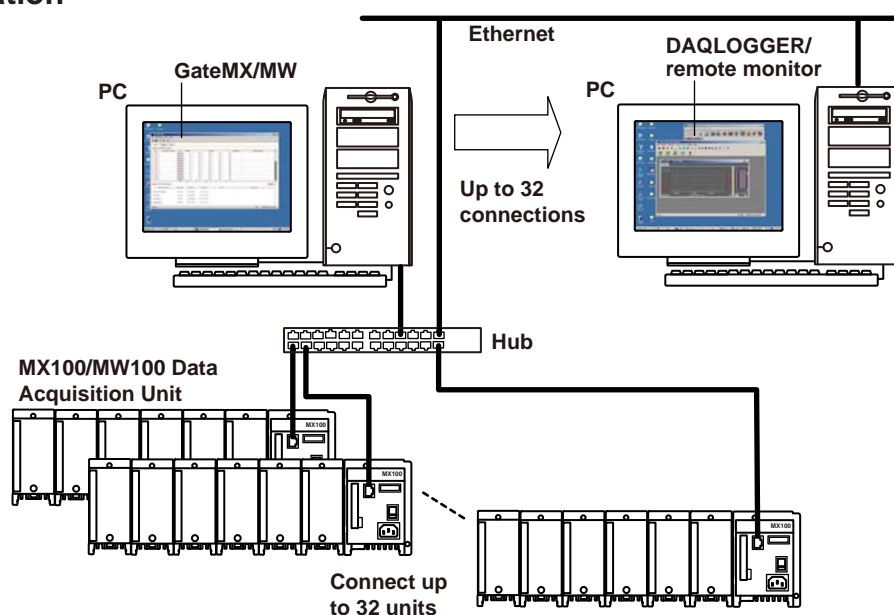 ation
Ethernet
GateMX/MW
DAQLOGGER/
remote monitor
PC
PC
Up to 32
connections
Hub
MX100/MW100 Data
Acquisition Unit
MX100
MX100
MX100
Connect up
to 32 units